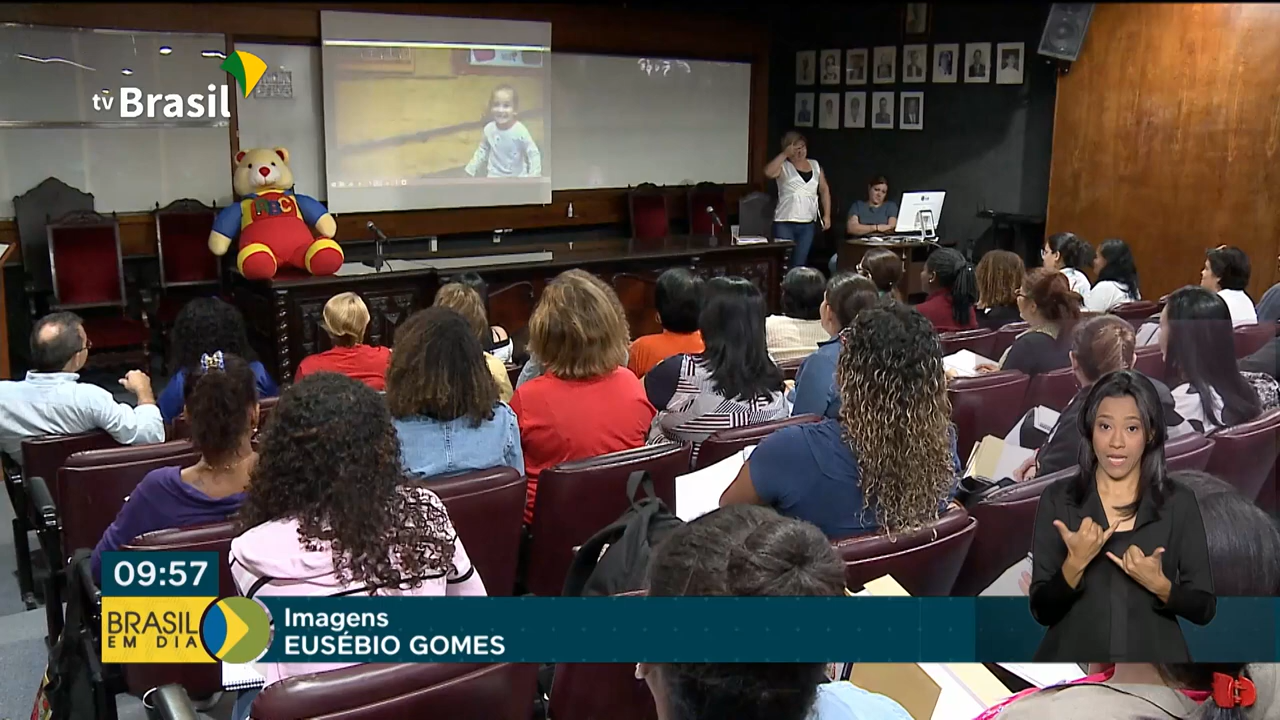 tv Brasil
ABC
09:57
BRASIL
EM DIA
Imagens
EUSÉBIO GOMES